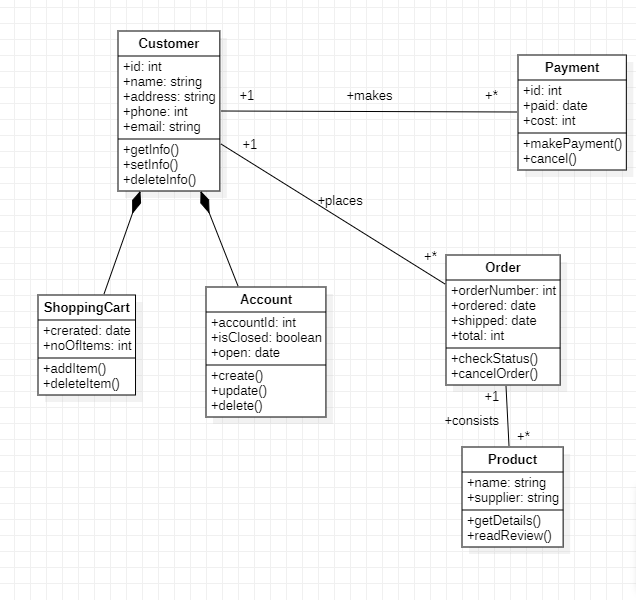 Customer
+id: int
+name: string
+address: string
+phone: int
+email: string
+getInfo()
+setInfo()
+deleteInfo()
+1
+makes
+*
Payment
+id: int
+paid: date
+cost: int
+makePayment()
+cancel()
+1
+places
+*
Order
+orderNumber: int
+ordered: date
+shipped: date
+total: int
+checkStatus()
+cancelOrder()
ShoppingCart
+crerated: date
+noOfItems: int
+addItem()
+deleteItem()
Account
+accountId: int
+isClosed: boolean
+open: date
+create()
+update()
+delete()
+1
+consists
+*
Product
+name: string
+supplier: string
+getDetails()
+readReview()